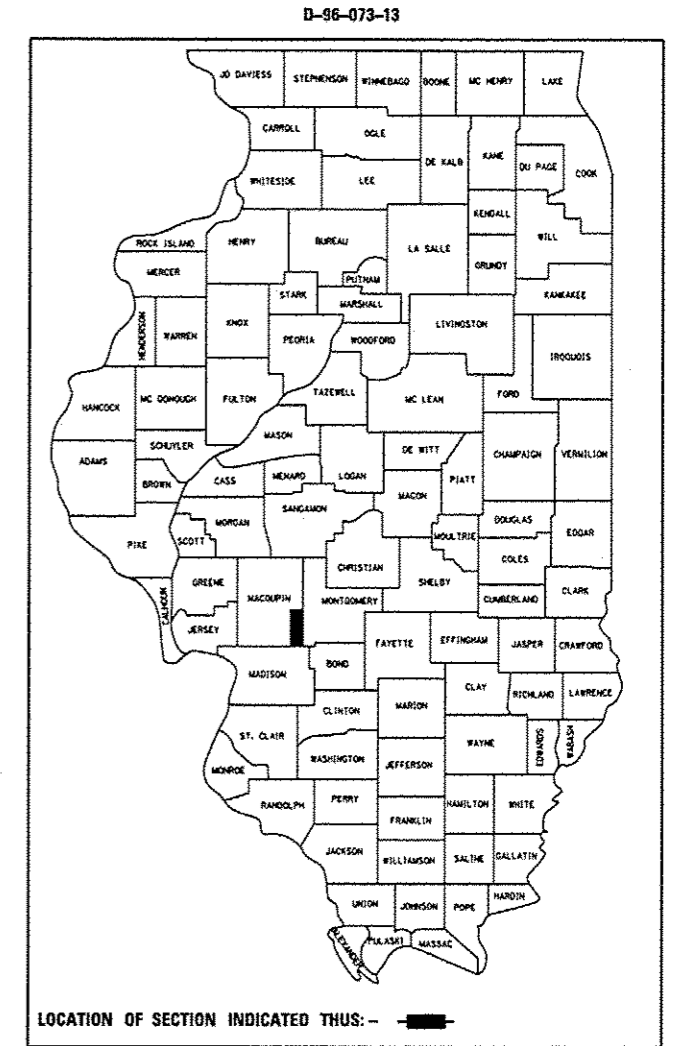 D-96-073-13
JO DAVIESS STEPHENSON WINNEBAGO BOONE MC HENRY LAKE
CARROLL OGLE DE KALB KANE DU PAGE COOK
WHITESIDE LEE KENDALL WILL
ROCK ISLAND HENRY BUREAU LA SALLE GRUNDY
MERCER PUTNAM KANKAKEE
HENDERSON WARREN KNOX STARK MARSHALL LIVINGSTON
PEORIA WOODFORD IROQUOIS
HANCOCK MC DONOUGH FULTON TAZEWELL MC LEAN FORD
ADAMS SCHUYLER MASON DE WITT CHAMPAIGN VERMILION
BROWN CASS MENARD LOGAN PIATT
PIKE SCOTT MORGAN SANGAMON MACON DOUGLAS EDGAR
CHRISTIAN MOULTRIE COLES
CALHOUN GREENE MACOUPIN MONTGOMERY SHELBY CUMBERLAND CLARK
JERSEY FAYETTE EFFINGHAM JASPER CRAWFORD
MADISON BOND CLAY RICHLAND LAWRENCE
CLINTON MARION
ST. CLAIR WASHINGTON WAYNE EDWARDS WABASH
MONROE JEFFERSON
RANDOLPH PERRY HAMILTON WHITE
FRANKLIN
JACKSON WILLIAMSON SALINE GALLATIN
UNION JOHNSON POPE HARDIN
ALEXANDER PULASKI MASSAC
LOCATION OF SECTION INDICATED THUS: -